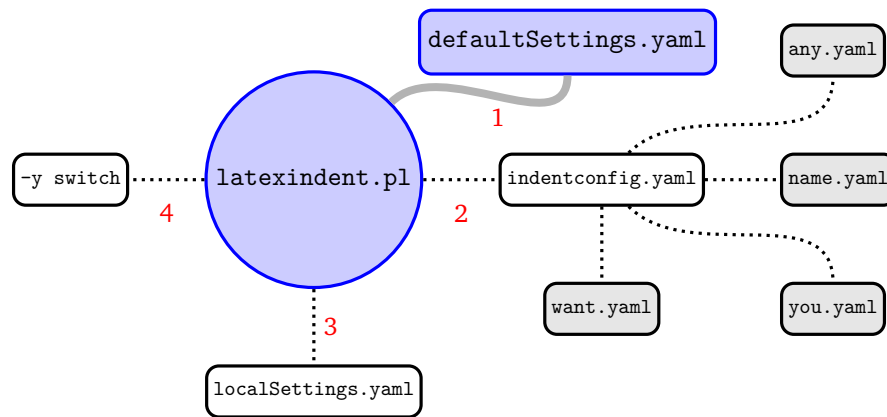 defaultSettings.yaml
any.yaml
1
-y switch
latexindent.pl
indentconfig.yaml
name.yaml
4
2
want.yaml
you.yaml
3
localSettings.yaml